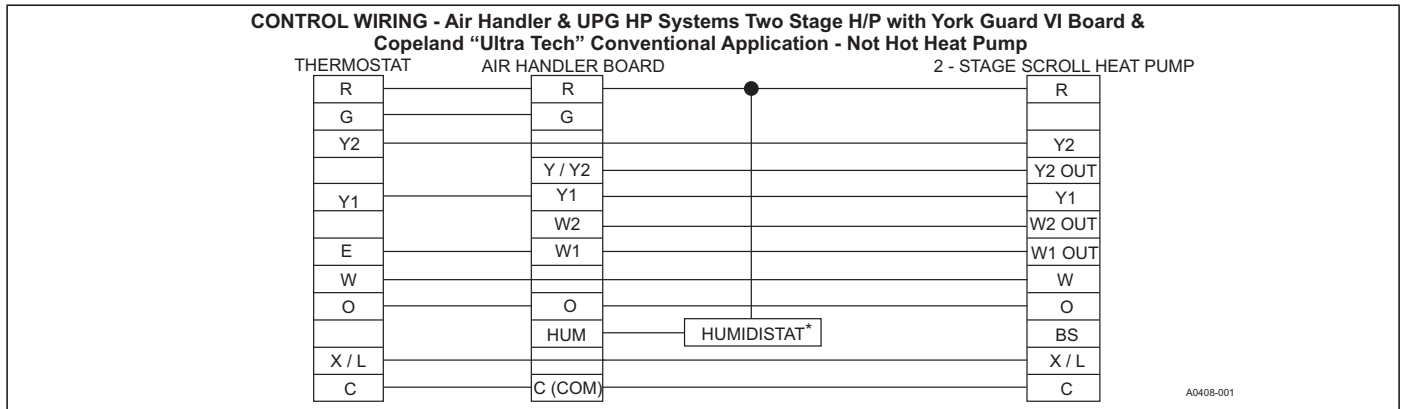 CONTROL WIRING - Air Handler & UPG HP Systems Two Stage H/P with York Guard VI Board &
Copeland “Ultra Tech” Conventional Application - Not Hot Heat Pump
THERMOSTAT AIR HANDLER BOARD 2 - STAGE SCROLL HEAT PUMP
R R R
G G
Y2 Y2
Y / Y2 Y2 OUT
Y1 Y1 Y1
W2 W2 OUT
E W1 W1 OUT
W W
O O O
HUM HUMIDISTAT* BS
X / L X / L
C C (COM) C
A0408-001